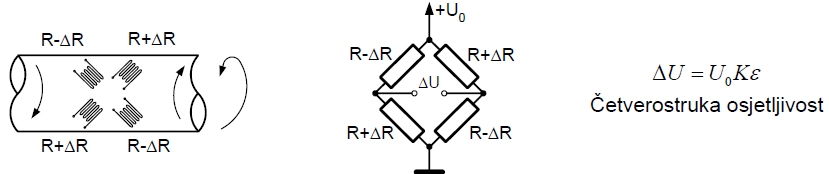 R-ΔR R+ΔR
R+ΔR R-ΔR
+U₀
R-ΔR R+ΔR
ΔU
R+ΔR R-ΔR
ΔU = U₀Kε
Četverostruka osjetljivost